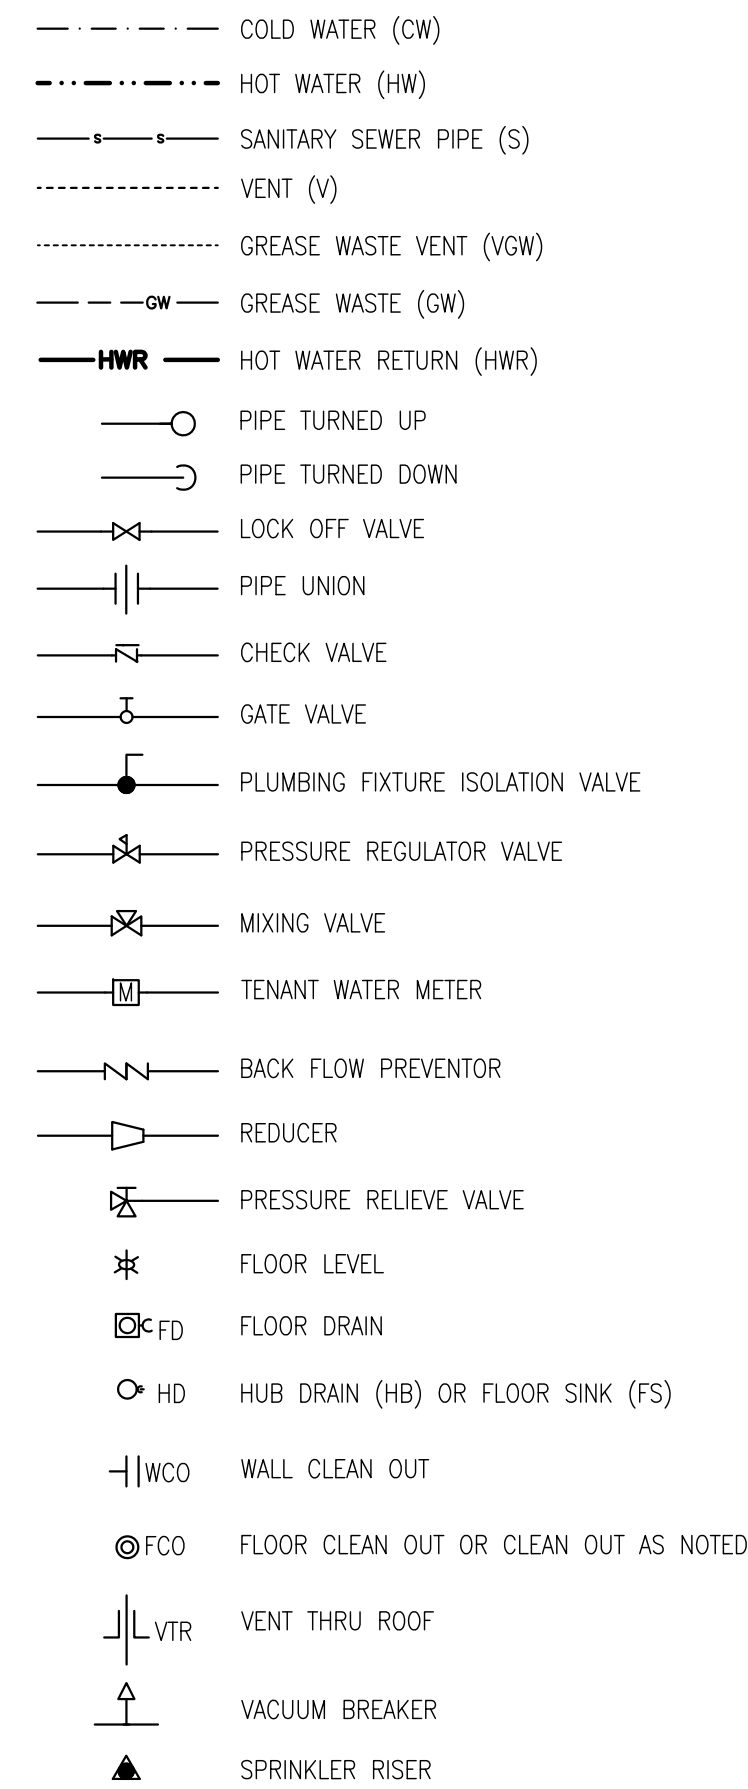 COLD WATER (CW)
HOT WATER (HW)
S S SANITARY SEWER PIPE (S)
VENT (V)
GREASE WASTE VENT (VGW)
GW GREASE WASTE (GW)
HWR HOT WATER RETURN (HWR)
PIPE TURNED UP
PIPE TURNED DOWN
LOCK OFF VALVE
PIPE UNION
CHECK VALVE
GATE VALVE
PLUMBING FIXTURE ISOLATION VALVE
PRESSURE REGULATOR VALVE
MIXING VALVE
M TENANT WATER METER
BACK FLOW PREVENTOR
REDUCER
PRESSURE RELIEVE VALVE
FLOOR LEVEL
FD FLOOR DRAIN
HD HUB DRAIN (HB) OR FLOOR SINK (FS)
WCO WALL CLEAN OUT
FCO FLOOR CLEAN OUT OR CLEAN OUT AS NOTED
VTR VENT THRU ROOF
VACUUM BREAKER
SPRINKLER RISER